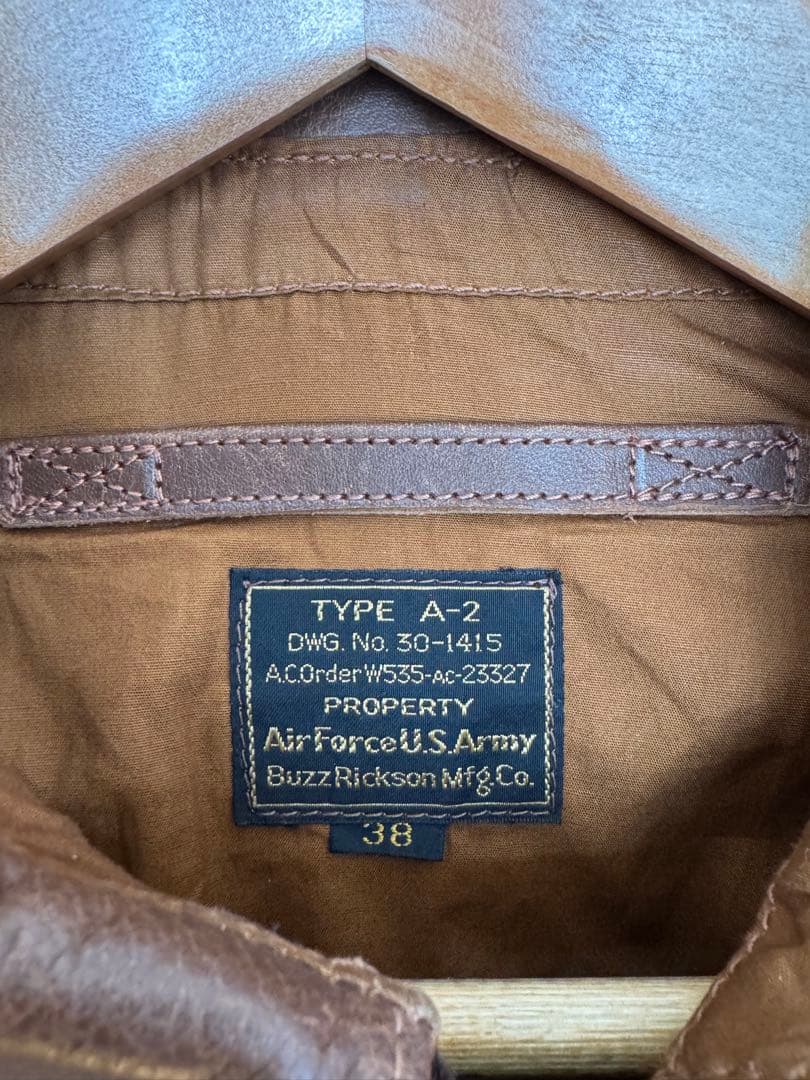 TYPE A-2
DWG. No. 30-1415
A.C.Order W535-AC-23327
PROPERTY
Air Force U.S. Army
Buzz Rickson Mfg.Co.
38